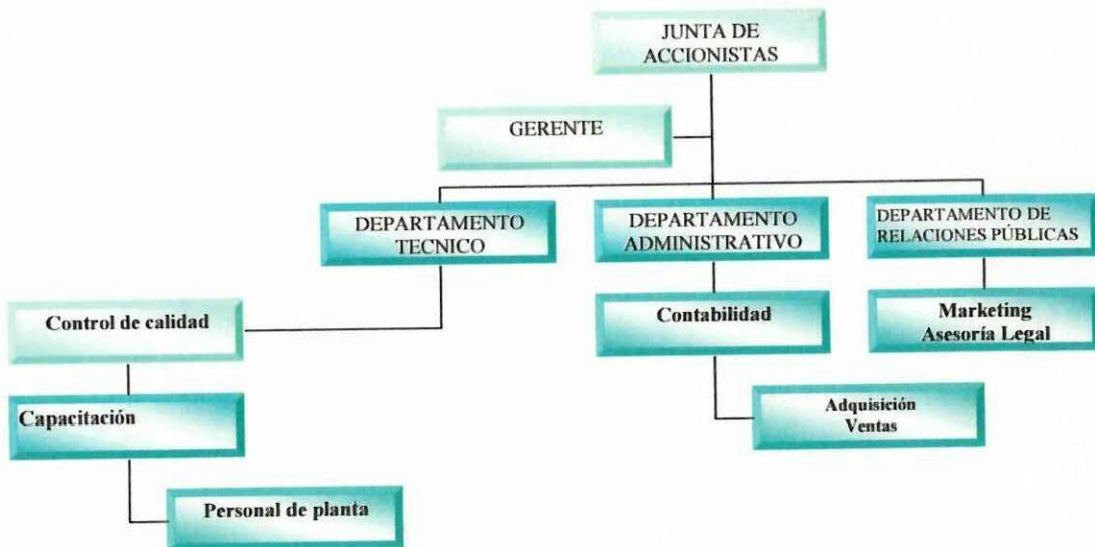 JUNTA DE
ACCIONISTAS
GERENTE
DEPARTAMENTO
TECNICO
DEPARTAMENTO
ADMINISTRATIVO
DEPARTAMENTO DE
RELACIONES PÚBLICAS
Control de calidad
Contabilidad
Marketing
Asesoría Legal
Capacitación
Adquisición
Ventas
Personal de planta